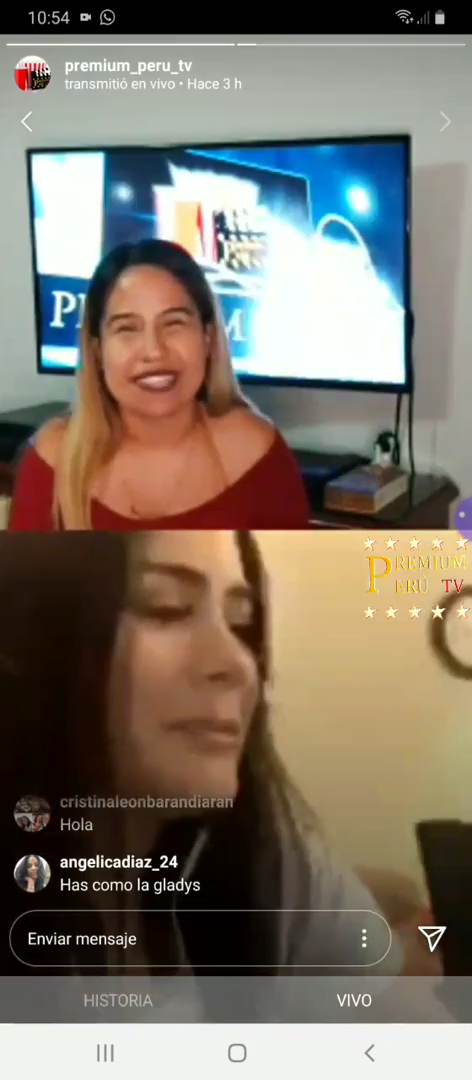 10:54
premium_peru_tv
transmitió en vivo • Hace 3 h
P
M
PREMIUM
PERÚ TV
cristinaleonbarandiaran
Hola
angelicadiaz_24
Has como la gladys
Enviar mensaje
HISTORIA
VIVO